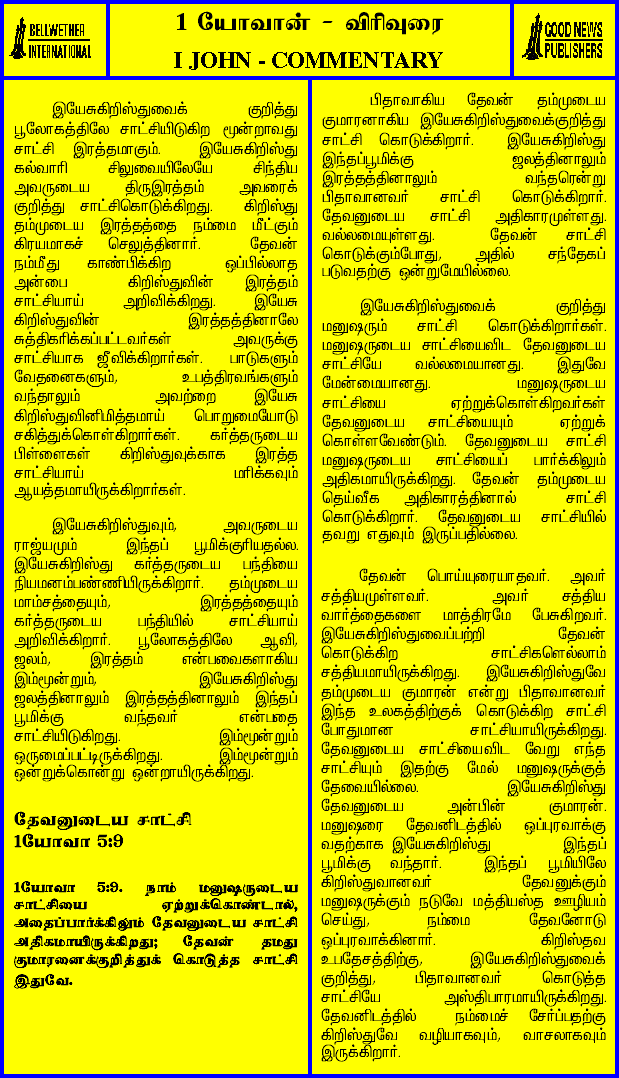 BELLWETHER
INTERNATIONAL
1 யோவான் - விரிவுரை
I JOHN - COMMENTARY
GOOD NEWS
PUBLISHERS
இயேசுகிறிஸ்துவைக் குறித்து
பூலோகத்திலே சாட்சியிடுகிற மூன்றாவது
சாட்சி இரத்தமாகும். இயேசுகிறிஸ்து
கல்வாரி சிலுவையிலேயே சிந்திய
அவருடைய திருஇரத்தம் அவரைக்
குறித்து சாட்சிகொடுக்கிறது. கிறிஸ்து
தம்முடைய இரத்தத்தை நம்மை மீட்கும்
கிரயமாகச் செலுத்தினார். தேவன்
நம்மீது காண்பிக்கிற ஒப்பில்லாத
அன்பை கிறிஸ்துவின் இரத்தம்
சாட்சியாய் அறிவிக்கிறது. இயேசு
கிறிஸ்துவின் இரத்தத்தினாலே
சுத்திகரிக்கப்பட்டவர்கள் அவருக்கு
சாட்சியாக ஜீவிக்கிறார்கள். பாடுகளும்
வேதனைகளும், உபத்திரவங்களும்
வந்தாலும் அவற்றை இயேசு
கிறிஸ்துவினிமித்தமாய் பொறுமையோடு
சகித்துக்கொள்கிறார்கள். கர்த்தருடைய
பிள்ளைகள் கிறிஸ்துவுக்காக இரத்த
சாட்சியாய் மரிக்கவும்
ஆயத்தமாயிருக்கிறார்கள்.
இயேசுகிறிஸ்துவும், அவருடைய
ராஜ்யமும் இந்தப் பூமிக்குரியதல்ல.
இயேசுகிறிஸ்து கர்த்தருடைய பந்தியை
நியமனம்பண்ணியிருக்கிறார். தம்முடைய
மாம்சத்தையும், இரத்தத்தையும்
கர்த்தருடைய பந்தியில் சாட்சியாய்
அறிவிக்கிறார். பூலோகத்திலே ஆவி,
ஜலம், இரத்தம் என்பவைகளாகிய
இம்மூன்றும், இயேசுகிறிஸ்து
ஜலத்தினாலும் இரத்தத்தினாலும் இந்தப்
பூமிக்கு வந்தவர் என்பதை
சாட்சியிடுகிறது. இம்மூன்றும்
ஒருமைப்பட்டிருக்கிறது. இம்மூன்றும்
ஒன்றுக்கொன்று ஒன்றாயிருக்கிறது.
தேவனுடைய சாட்சி
1யோவா 5:9
1யோவா 5:9. நாம் மனுஷருடைய
சாட்சியை ஏற்றுக்கொண்டால்,
அதைப்பார்க்கிலும் தேவனுடைய சாட்சி
அதிகமாயிருக்கிறது; தேவன் தமது
குமாரனைக்குறித்துக் கொடுத்த சாட்சி
இதுவே.
பிதாவாகிய தேவன் தம்முடைய
குமாரனாகிய இயேசுகிறிஸ்துவைக்குறித்து
சாட்சி கொடுக்கிறார். இயேசுகிறிஸ்து
இந்தப்பூமிக்கு ஜலத்தினாலும்
இரத்தத்தினாலும் வந்தரென்று
பிதாவானவர் சாட்சி கொடுக்கிறார்.
தேவனுடைய சாட்சி அதிகாரமுள்ளது.
வல்லமையுள்ளது. தேவன் சாட்சி
கொடுக்கும்போது, அதில் சந்தேகப்
படுவதற்கு ஒன்றுமேயில்லை.
இயேசுகிறிஸ்துவைக் குறித்து
மனுஷரும் சாட்சி கொடுக்கிறார்கள்.
மனுஷருடைய சாட்சியைவிட தேவனுடைய
சாட்சியே வல்லமையானது. இதுவே
மேன்மையானது. மனுஷருடைய
சாட்சியை ஏற்றுக்கொள்கிறவர்கள்
தேவனுடைய சாட்சியையும் ஏற்றுக்
கொள்ளவேண்டும். தேவனுடைய சாட்சி
மனுஷருடைய சாட்சியைப் பார்க்கிலும்
அதிகமாயிருக்கிறது. தேவன் தம்முடைய
தெய்வீக அதிகாரத்தினால் சாட்சி
கொடுக்கிறார். தேவனுடைய சாட்சியில்
தவறு எதுவும் இருப்பதில்லை.
தேவன் பொய்யுரையாதவர். அவர்
சத்தியமுள்ளவர். அவர் சத்திய
வார்த்தைகளை மாத்திரமே பேசுகிறவர்.
இயேசுகிறிஸ்துவைப்பற்றி தேவன்
கொடுக்கிற சாட்சிகளெல்லாம்
சத்தியமாயிருக்கிறது. இயேசுகிறிஸ்துவே
தம்முடைய குமாரன் என்று பிதாவானவர்
இந்த உலகத்திற்குக் கொடுக்கிற சாட்சி
போதுமான சாட்சியாயிருக்கிறது.
தேவனுடைய சாட்சியைவிட வேறு எந்த
சாட்சியும் இதற்கு மேல் மனுஷருக்குத்
தேவையில்லை. இயேசுகிறிஸ்து
தேவனுடைய அன்பின் குமாரன்.
மனுஷரை தேவனிடத்தில் ஒப்புரவாக்கு
வதற்காக இயேசுகிறிஸ்து இந்தப்
பூமிக்கு வந்தார். இந்தப் பூமியிலே
கிறிஸ்துவானவர் தேவனுக்கும்
மனுஷருக்கும் நடுவே மத்தியஸ்த ஊழியம்
செய்து, நம்மை தேவனோடு
ஒப்புரவாக்கினார். கிறிஸ்தவ
உபதேசத்திற்கு, இயேசுகிறிஸ்துவைக்
குறித்து, பிதாவானவர் கொடுத்த
சாட்சியே அஸ்திபாரமாயிருக்கிறது.
தேவனிடத்தில் நம்மைச் சேர்ப்பதற்கு
கிறிஸ்துவே வழியாகவும், வாசலாகவும்
இருக்கிறார்.